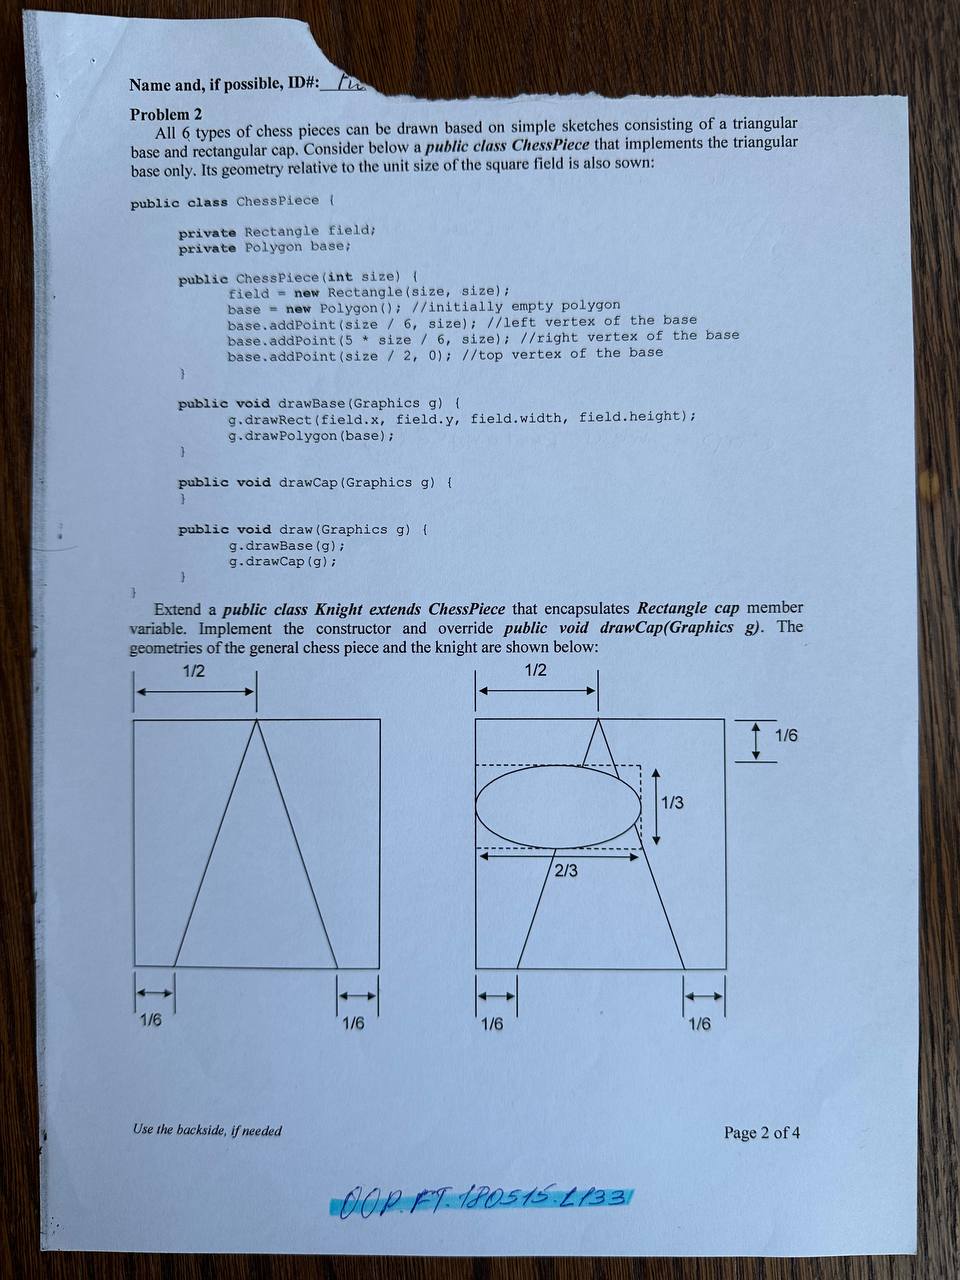 Name and, if possible, ID#:
Problem 2
All 6 types of chess pieces can be drawn based on simple sketches consisting of a triangular
base and rectangular cap. Consider below a public class ChessPiece that implements the triangular
base only. Its geometry relative to the unit size of the square field is also sown:
public class ChessPiece {
private Rectangle field;
private Polygon base;
public ChessPiece(int size) {
field = new Rectangle(size, size);
base = new Polygon(); //initially empty polygon
base.addPoint(size / 6, size); //left vertex of the base
base.addPoint(5 * size / 6, size); //right vertex of the base
base.addPoint(size / 2, 0); //top vertex of the base
}
public void drawBase(Graphics g) {
g.drawRect(field.x, field.y, field.width, field.height);
g.drawPolygon(base);
}
public void drawCap(Graphics g) {
}
public void draw(Graphics g) {
g.drawBase(g);
g.drawCap(g);
}
}
Extend a public class Knight extends ChessPiece that encapsulates Rectangle cap member
variable. Implement the constructor and override public void drawCap(Graphics g). The
geometries of the general chess piece and the knight are shown below:
1/2 1/2
1/6
1/3
2/3
1/6 1/6 1/6 1/6
Use the backside, if needed Page 2 of 4
OOP.FT.180515.LP33